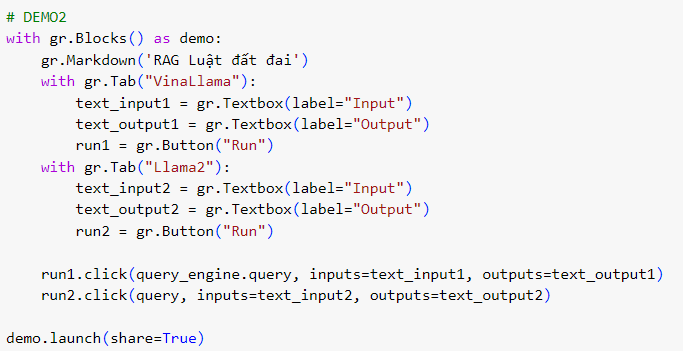 # DEMO2
with gr.Blocks() as demo:
    gr.Markdown('RAG Luật đất đai')
    with gr.Tab("VinaLlama"):
        text_input1 = gr.Textbox(label="Input")
        text_output1 = gr.Textbox(label="Output")
        run1 = gr.Button("Run")
    with gr.Tab("Llama2"):
        text_input2 = gr.Textbox(label="Input")
        text_output2 = gr.Textbox(label="Output")
        run2 = gr.Button("Run")

    run1.click(query_engine.query, inputs=text_input1, outputs=text_output1)
    run2.click(query, inputs=text_input2, outputs=text_output2)

demo.launch(share=True)